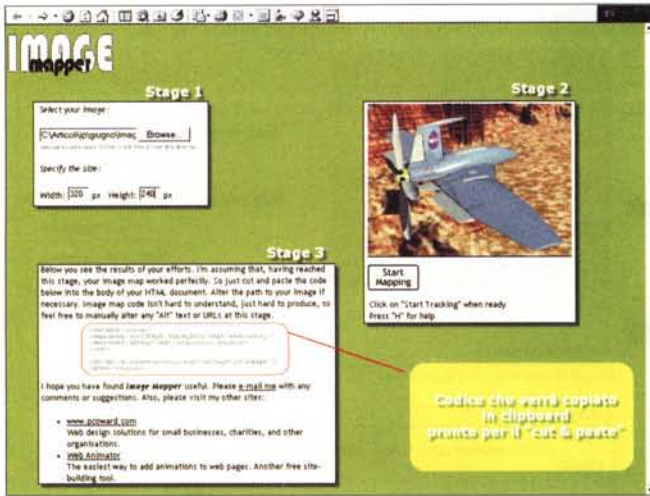 IMAGE
mapper
Stage 1
Select your image:
Browse...
Specify the size:
Width: 320 px Height: 240 px
Stage 2
Start
Mapping
Click on "Start Tracking" when ready
Press "H" for help
Stage 3
Below you see the results of your efforts. I'm assuming that, having reached
this stage, your image map worked perfectly. So just cut and paste the code
below into the body of your HTML document. Alter the path to your image if
necessary. Image map code isn't hard to understand, just hard to produce, so
feel free to manually alter any "Alt" text or URLs at this stage.
I hope you have found Image Mapper useful. Please e-mail me with any
comments or suggestions. Also, please visit my other sites:
Web design solutions for small businesses, charities, and other
organisations.
Web Animator
The easiest way to add animations to web pages. Another free site-
building tool.
Codice che verrà copiato
in clipboard
pronto per il "cut & paste"